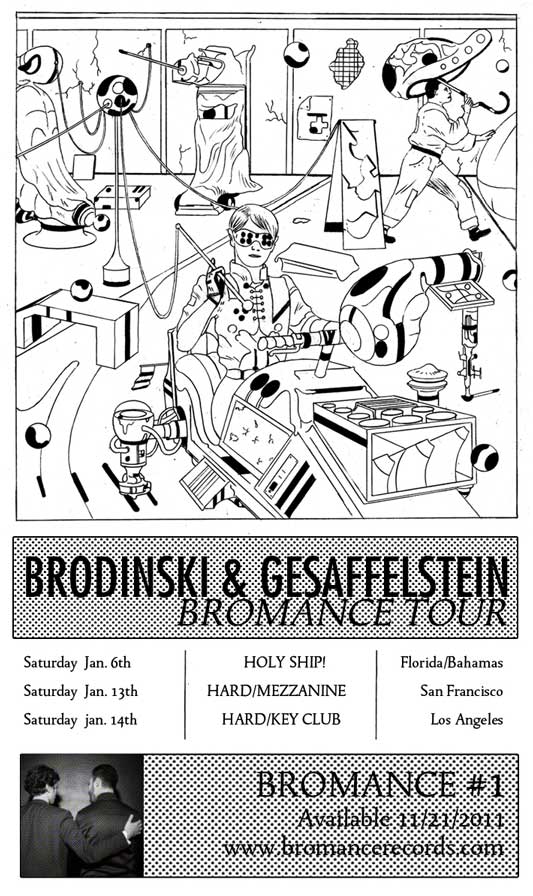 BRODINSKI & GESAFFELSTEIN
BROMANCE TOUR
Saturday Jan. 6th HOLY SHIP! Florida/Bahamas
Saturday Jan. 13th HARD/MEZZANINE San Francisco
Saturday jan. 14th HARD/KEY CLUB Los Angeles
BROMANCE #1
Available 11/21/2011
www.bromancerecords.com